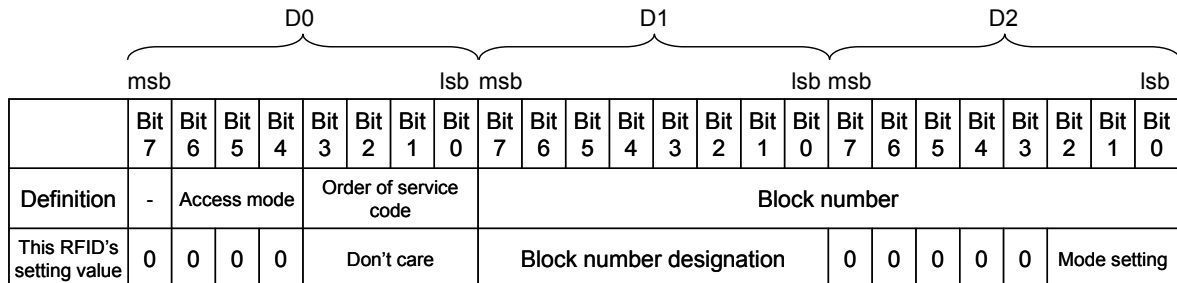 D0 D1 D2
msb lsb msb lsb msb lsb
Bit 7 Bit 6 Bit 5 Bit 4 Bit 3 Bit 2 Bit 1 Bit 0 Bit 7 Bit 6 Bit 5 Bit 4 Bit 3 Bit 2 Bit 1 Bit 0 Bit 7 Bit 6 Bit 5 Bit 4 Bit 3 Bit 2 Bit 1 Bit 0
Definition - Access mode Order of service code Block number
This RFID's setting value 0 0 0 0 Don't care Block number designation 0 0 0 0 0 Mode setting